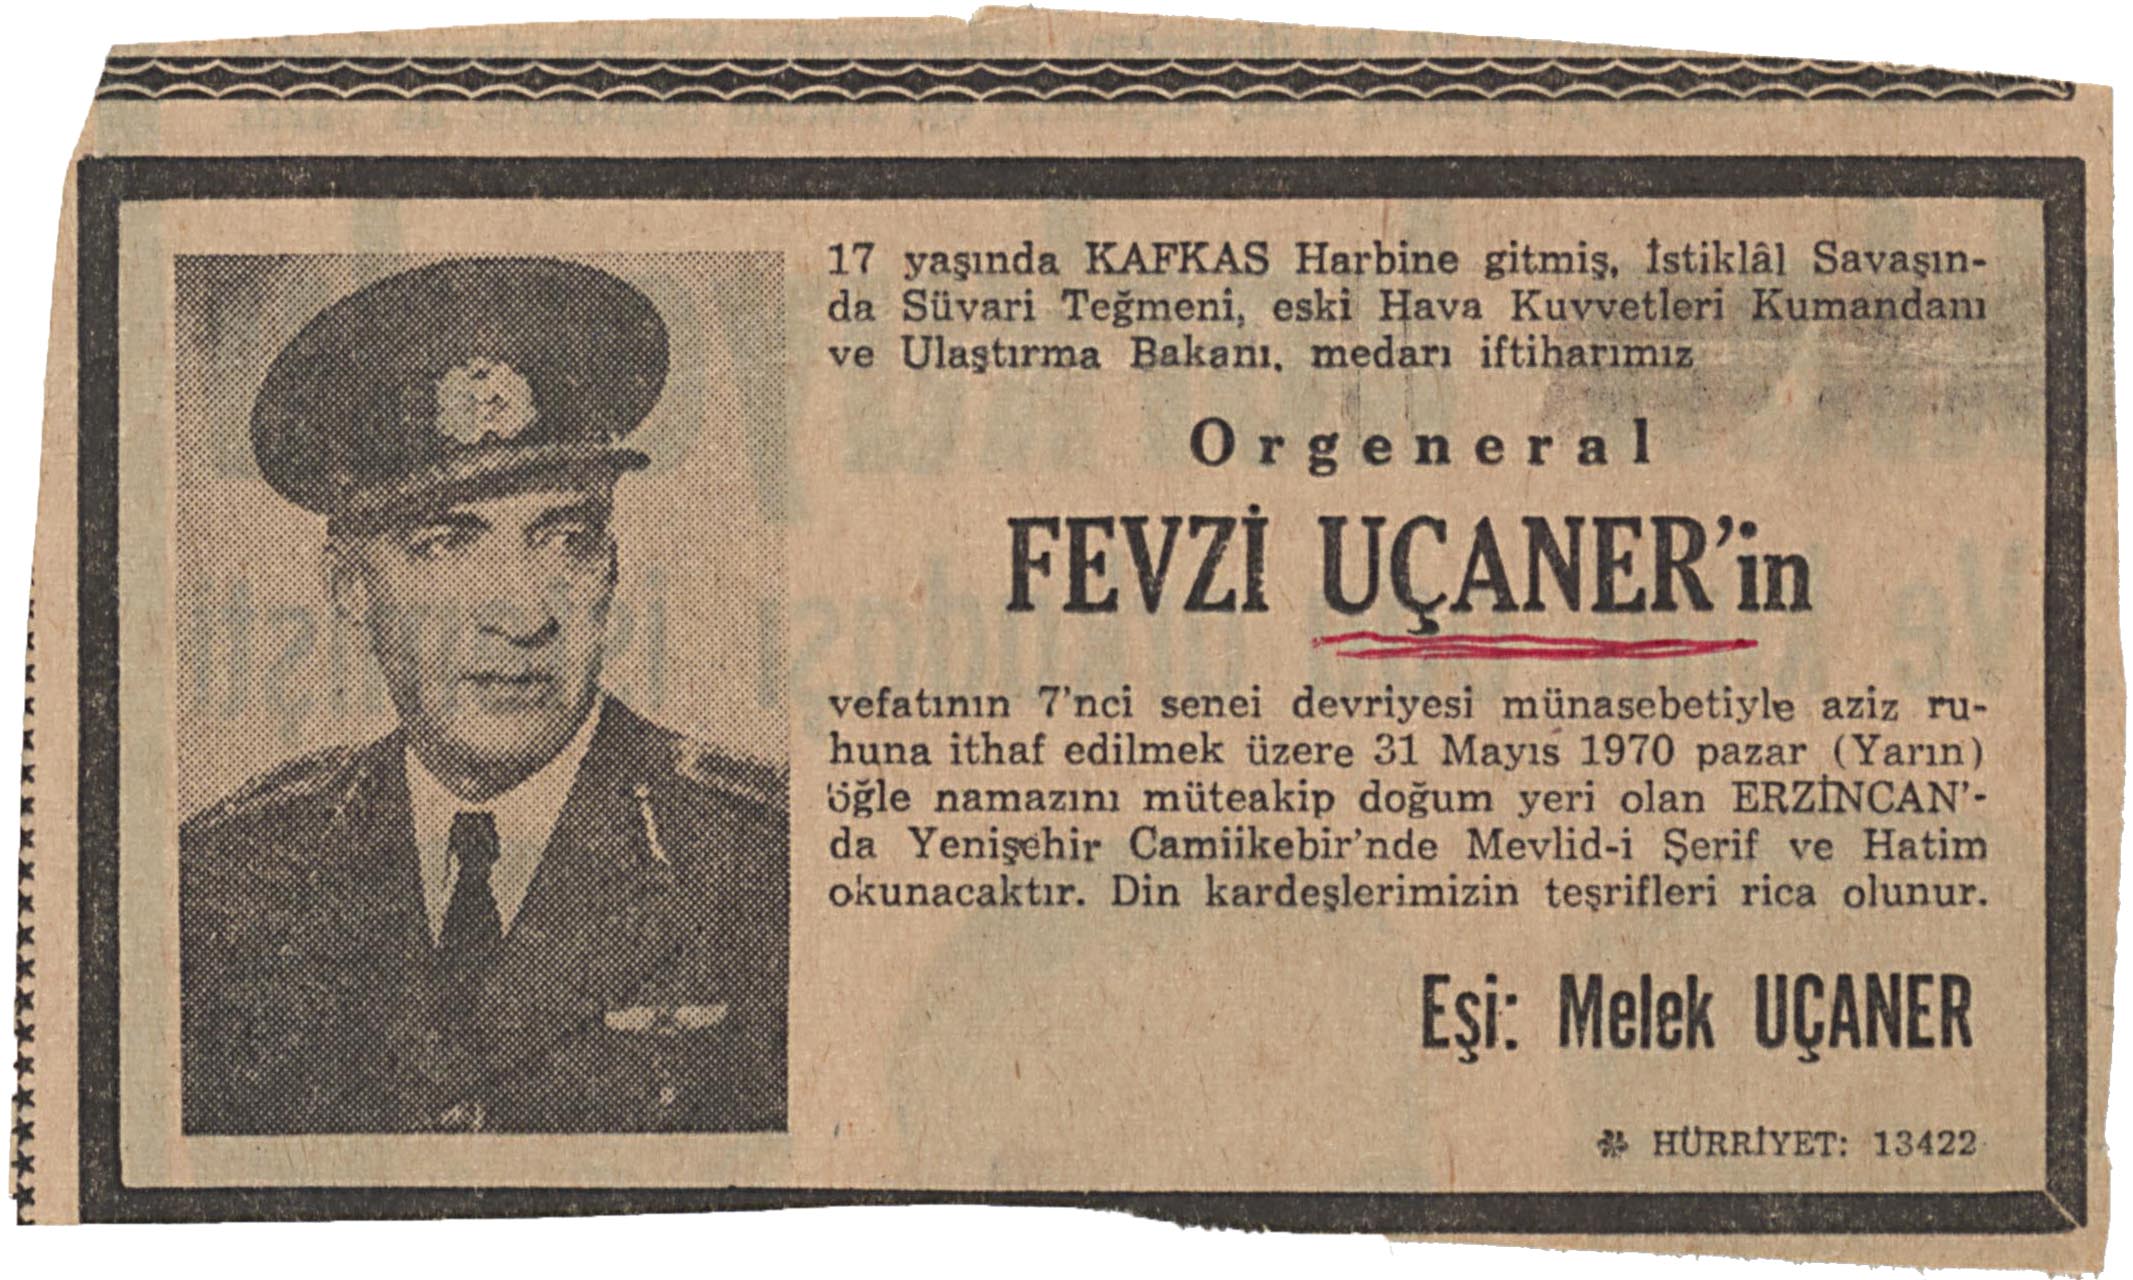 17 yaşında KAFKAS Harbine gitmiş, İstiklâl Savaşın-
da Süvari Teğmeni, eski Hava Kuvvetleri Kumandanı
ve Ulaştırma Bakanı, medarı iftiharımız
Orgeneral
FEVZİ UÇANER'in
vefatının 7'nci senei devriyesi münasebetiyle aziz ru-
huna ithaf edilmek üzere 31 Mayıs 1970 pazar (Yarın)
öğle namazını müteakip doğum yeri olan ERZİNCAN'-
da Yenişehir Camiikebir'nde Mevlid-i Şerif ve Hatim
okunacaktır. Din kardeşlerimizin teşrifleri rica olunur.
Eşi: Melek UÇANER
HÜRRİYET: 13422